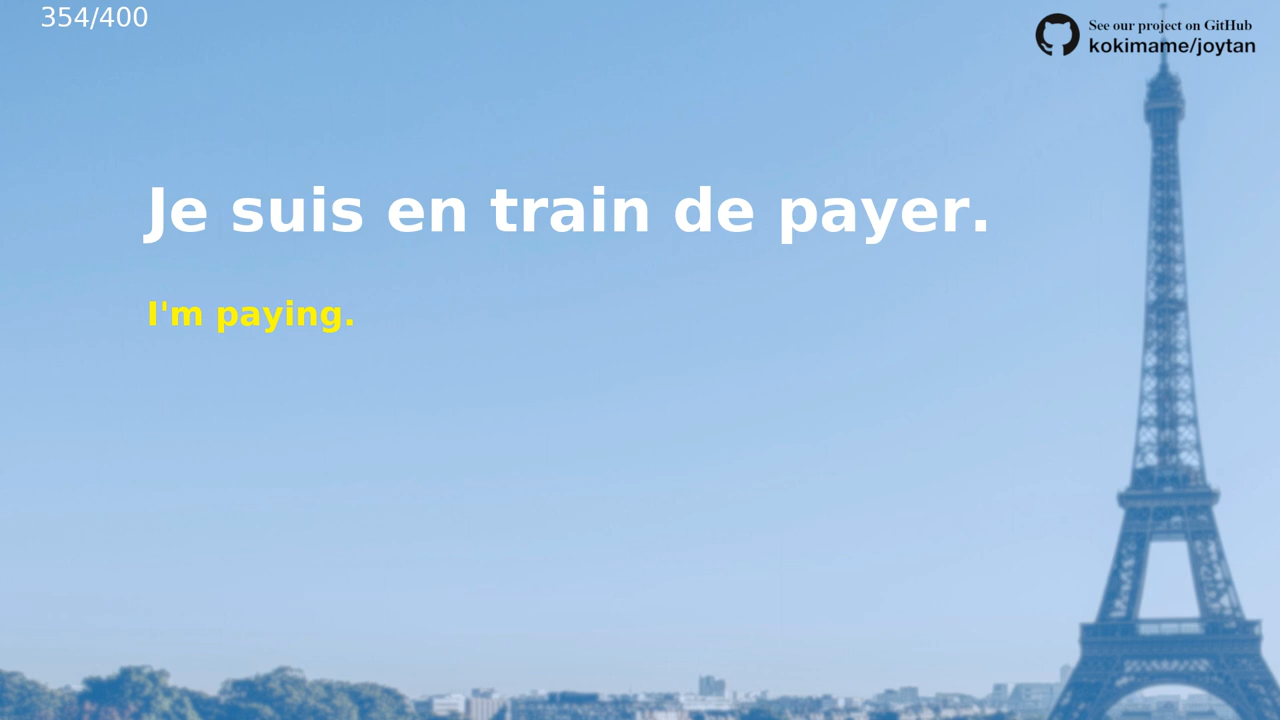 354/400
See our project on GitHub
kokimame/joytan
Je suis en train de payer.
I'm paying.